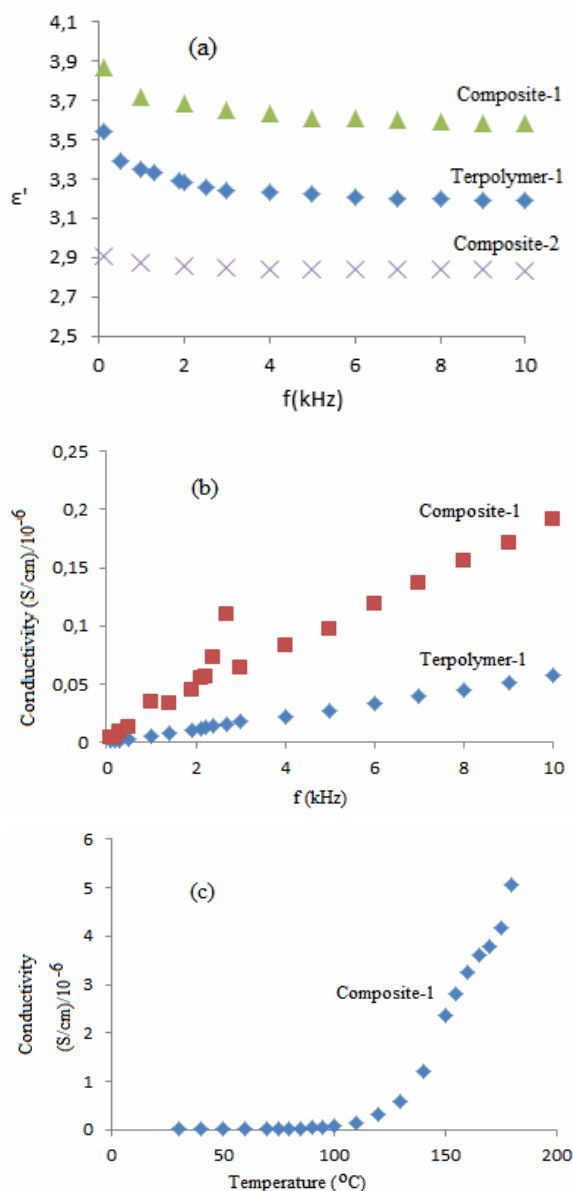 (a)
4,1
3,9
3,7
3,5
3,3
3,1
2,9
2,7
2,5
ε'
Composite-1
Terpolymer-1
Composite-2
0 2 4 6 8 10
f(kHz)
(b)
0,25
0,2
0,15
0,1
0,05
0
Conductivity (S/cm)/10⁻⁶
Composite-1
Terpolymer-1
0 2 4 6 8 10
f (kHz)
(c)
6
5
4
3
2
1
0
Conductivity
(S/cm)/10⁻⁶
Composite-1
0 50 100 150 200
Temperature (⁰C)